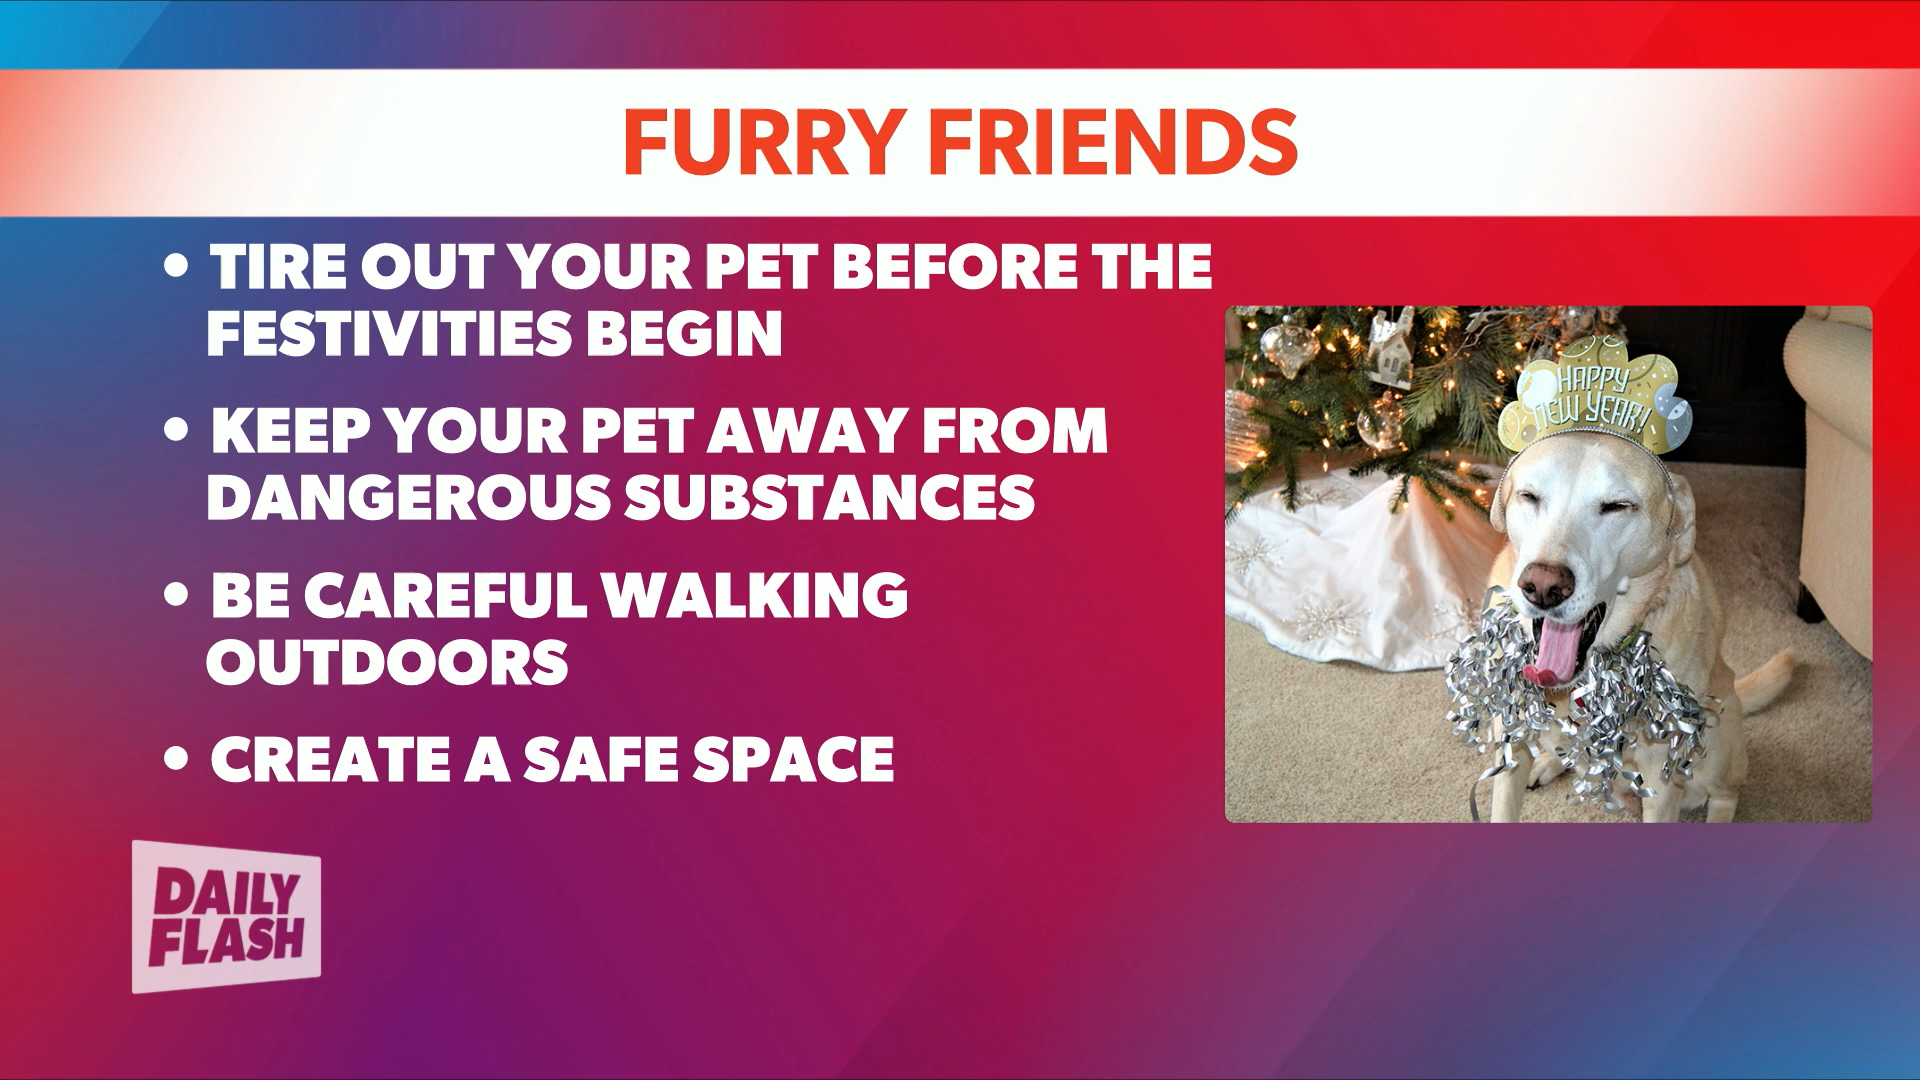 FURRY FRIENDS
• TIRE OUT YOUR PET BEFORE THE
FESTIVITIES BEGIN
• KEEP YOUR PET AWAY FROM
DANGEROUS SUBSTANCES
• BE CAREFUL WALKING
OUTDOORS
• CREATE A SAFE SPACE
HAPPY
NEW YEAR!
DAILY
FLASH